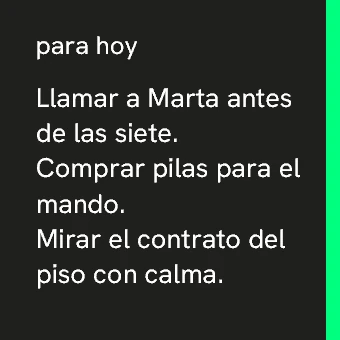 para hoy
Llamar a Marta antes
de las siete.
Comprar pilas para el
mando.
Mirar el contrato del
piso con calma.